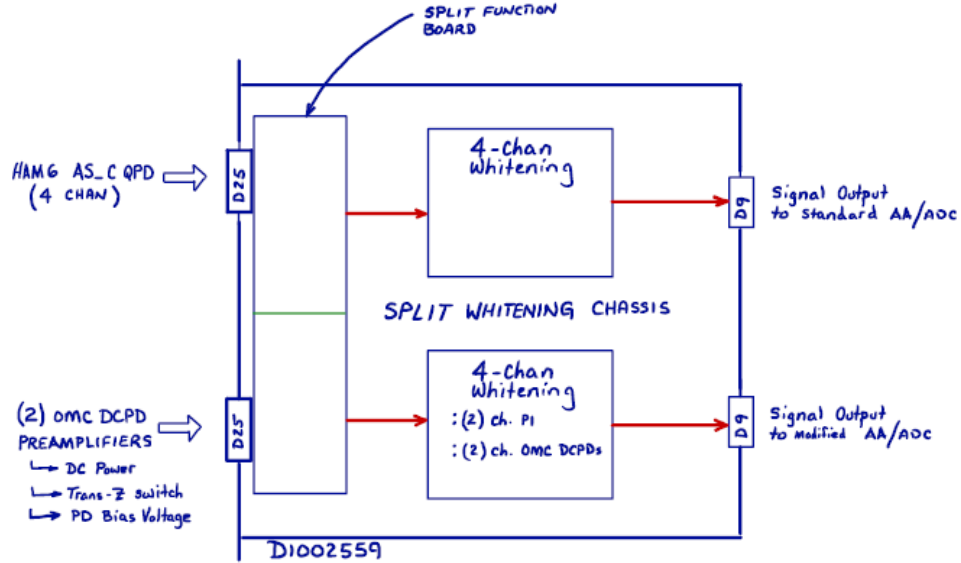 SPLIT FUNCTION
BOARD
HAM6 AS_C QPD
(4 CHAN)
D25
4-Chan
Whitening
D9
Signal Output
to Standard AA/ADC
SPLIT WHITENING CHASSIS
(2) OMC DCPD
PREAMPLIFIERS
DC Power
Trans-Z switch
PD Bias Voltage
D25
4-Chan
Whitening
:(2) ch. PI
:(2) ch. OMC DCPDs
D9
Signal Output
to Modified AA/ADC
D1002559